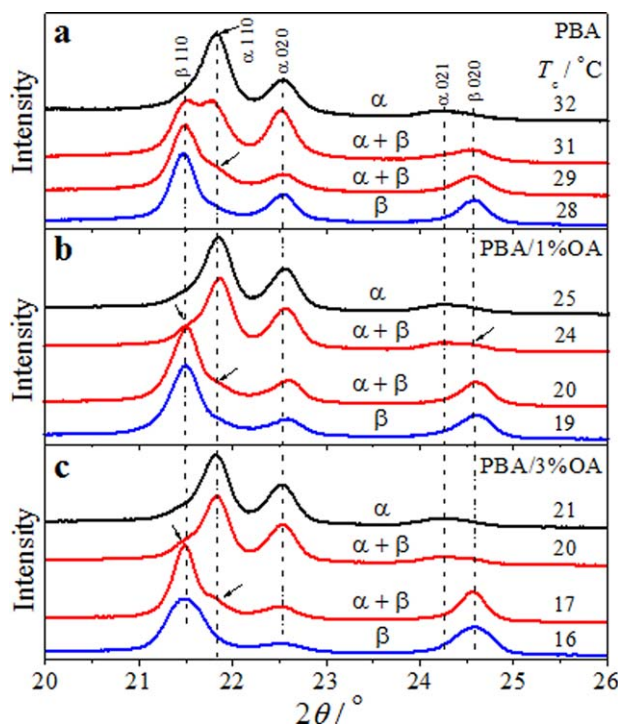 a
β 110
α 110
α 020
α 021
β 020
PBA
Tc / °C
α
32
α + β
31
α + β
29
β
28
Intensity
b
PBA/1%OA
α
25
α + β
24
α + β
20
β
19
c
PBA/3%OA
α
21
α + β
20
α + β
17
β
16
Intensity
20 21 22 23 24 25 26
2θ / °